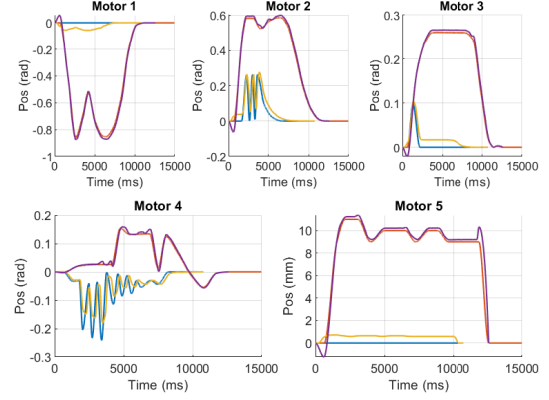 Motor 1
0
-0.2
-0.4
-0.6
-0.8
-1
Pos (rad)
0 5000 10000 15000
Time (ms)
Motor 2
0.6
0.4
0.2
0
-0.2
Pos (rad)
0 5000 10000 15000
Time (ms)
Motor 3
0.3
0.2
0.1
0
Pos (rad)
0 5000 10000 15000
Time (ms)
Motor 4
0.2
0.1
0
-0.1
-0.2
-0.3
Pos (rad)
0 5000 10000 15000
Time (ms)
Motor 5
10
8
6
4
2
0
Pos (mm)
0 5000 10000 15000
Time (ms)